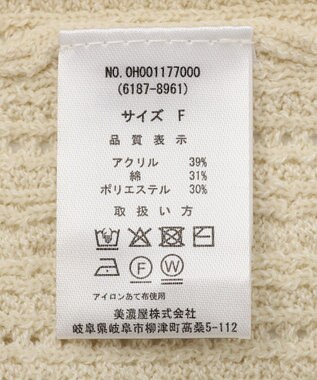 NO. 0H001177000
(6187-8961)
サイズ F
品質表示
アクリル 39%
綿 31%
ポリエステル 30%
取扱い方
F W
アイロンあて布使用
美濃屋株式会社
岐阜県岐阜市柳津町高桑5-112